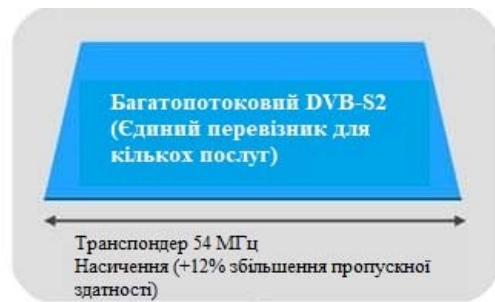 Багатопотоковий DVB-S2
(Єдиний перевізник для
кількох послуг)
Транспондер 54 МГц
Насичення (+12% збільшення пропускної
здатності)